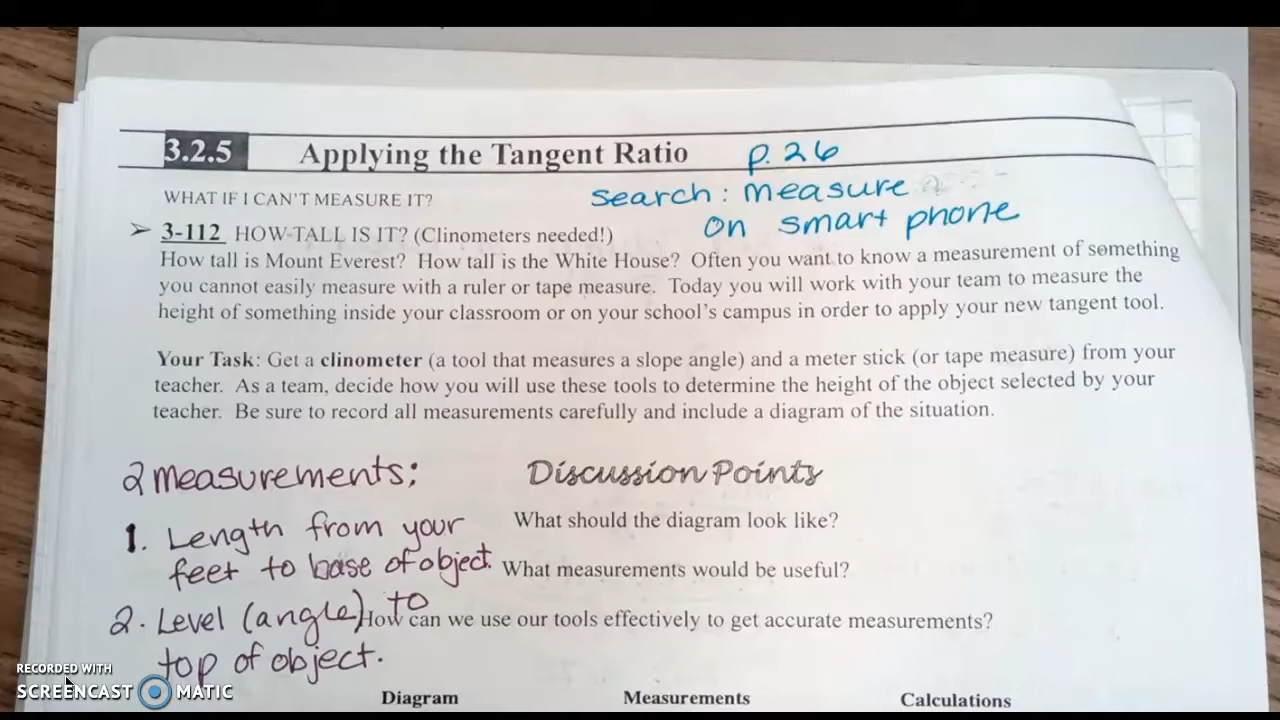 3.2.5 Applying the Tangent Ratio p. 26
search: measure
WHAT IF I CAN'T MEASURE IT?
on smart phone
➢ 3-112 HOW TALL IS IT? (Clinometers needed!)
How tall is Mount Everest? How tall is the White House? Often you want to know a measurement of something
you cannot easily measure with a ruler or tape measure. Today you will work with your team to measure the
height of something inside your classroom or on your school's campus in order to apply your new tangent tool.
Your Task: Get a clinometer (a tool that measures a slope angle) and a meter stick (or tape measure) from your
teacher. As a team, decide how you will use these tools to determine the height of the object selected by your
teacher. Be sure to record all measurements carefully and include a diagram of the situation.
2 measurements:
Discussion Points
1. Length from your
feet to base of object.
What should the diagram look like?
What measurements would be useful?
2. Level (angle) to
top of object.
How can we use our tools effectively to get accurate measurements?
Diagram Measurements Calculations
RECORDED WITH
SCREENCAST MATIC